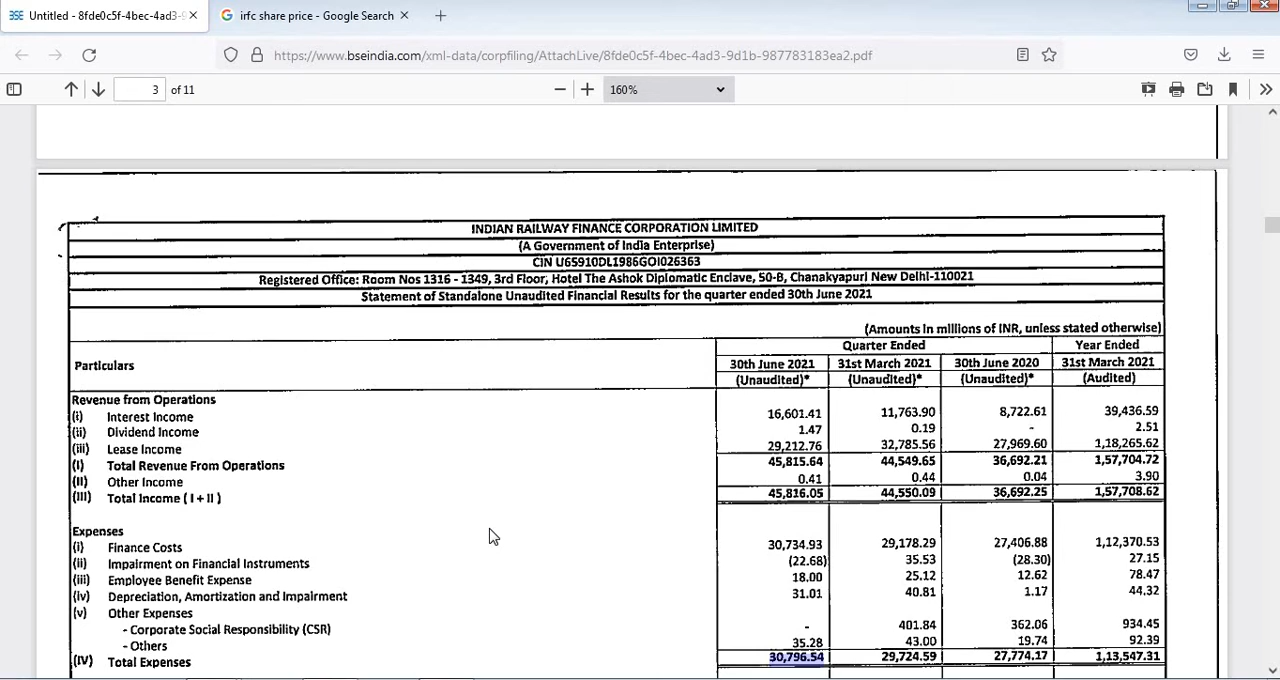 Untitled - 8fde0c5f-4bec-4ad3-9
irfc share price - Google Search
https://www.bseindia.com/xml-data/corpfiling/AttachLive/8fde0c5f-4bec-4ad3-9d1b-987783183ea2.pdf
3 of 11
160%
INDIAN RAILWAY FINANCE CORPORATION LIMITED
(A Government of India Enterprise)
CIN U65910DL1986GOI026363
Registered Office: Room Nos 1316 - 1349, 3rd Floor, Hotel The Ashok Diplomatic Enclave, 50-B, Chanakyapuri New Delhi-110021
Statement of Standalone Unaudited Financial Results for the quarter ended 30th June 2021
(Amounts in millions of INR, unless stated otherwise)
Particulars Quarter Ended Year Ended
30th June 2021 31st March 2021 30th June 2020 31st March 2021
(Unaudited)* (Unaudited)* (Unaudited)* (Audited)
Revenue from Operations
(i) Interest Income 16,601.41 11,763.90 8,722.61 39,436.59
(ii) Dividend Income 1.47 0.19 - 2.51
(iii) Lease Income 29,212.76 32,785.56 27,969.60 1,18,265.62
(I) Total Revenue From Operations 45,815.64 44,549.65 36,692.21 1,57,704.72
(II) Other Income 0.41 0.44 0.04 3.90
(III) Total Income ( I + II ) 45,816.05 44,550.09 36,692.25 1,57,708.62
Expenses
(i) Finance Costs 30,734.93 29,178.29 27,406.88 1,12,370.53
(ii) Impairment on Financial Instruments (22.68) 35.53 (28.30) 27.15
(iii) Employee Benefit Expense 18.00 25.12 12.62 78.47
(iv) Depreciation, Amortization and Impairment 31.01 40.81 1.17 44.32
(v) Other Expenses
- Corporate Social Responsibility (CSR) - 401.84 362.06 934.45
- Others 35.28 43.00 19.74 92.39
(IV) Total Expenses 30,796.54 29,724.59 27,774.17 1,13,547.31